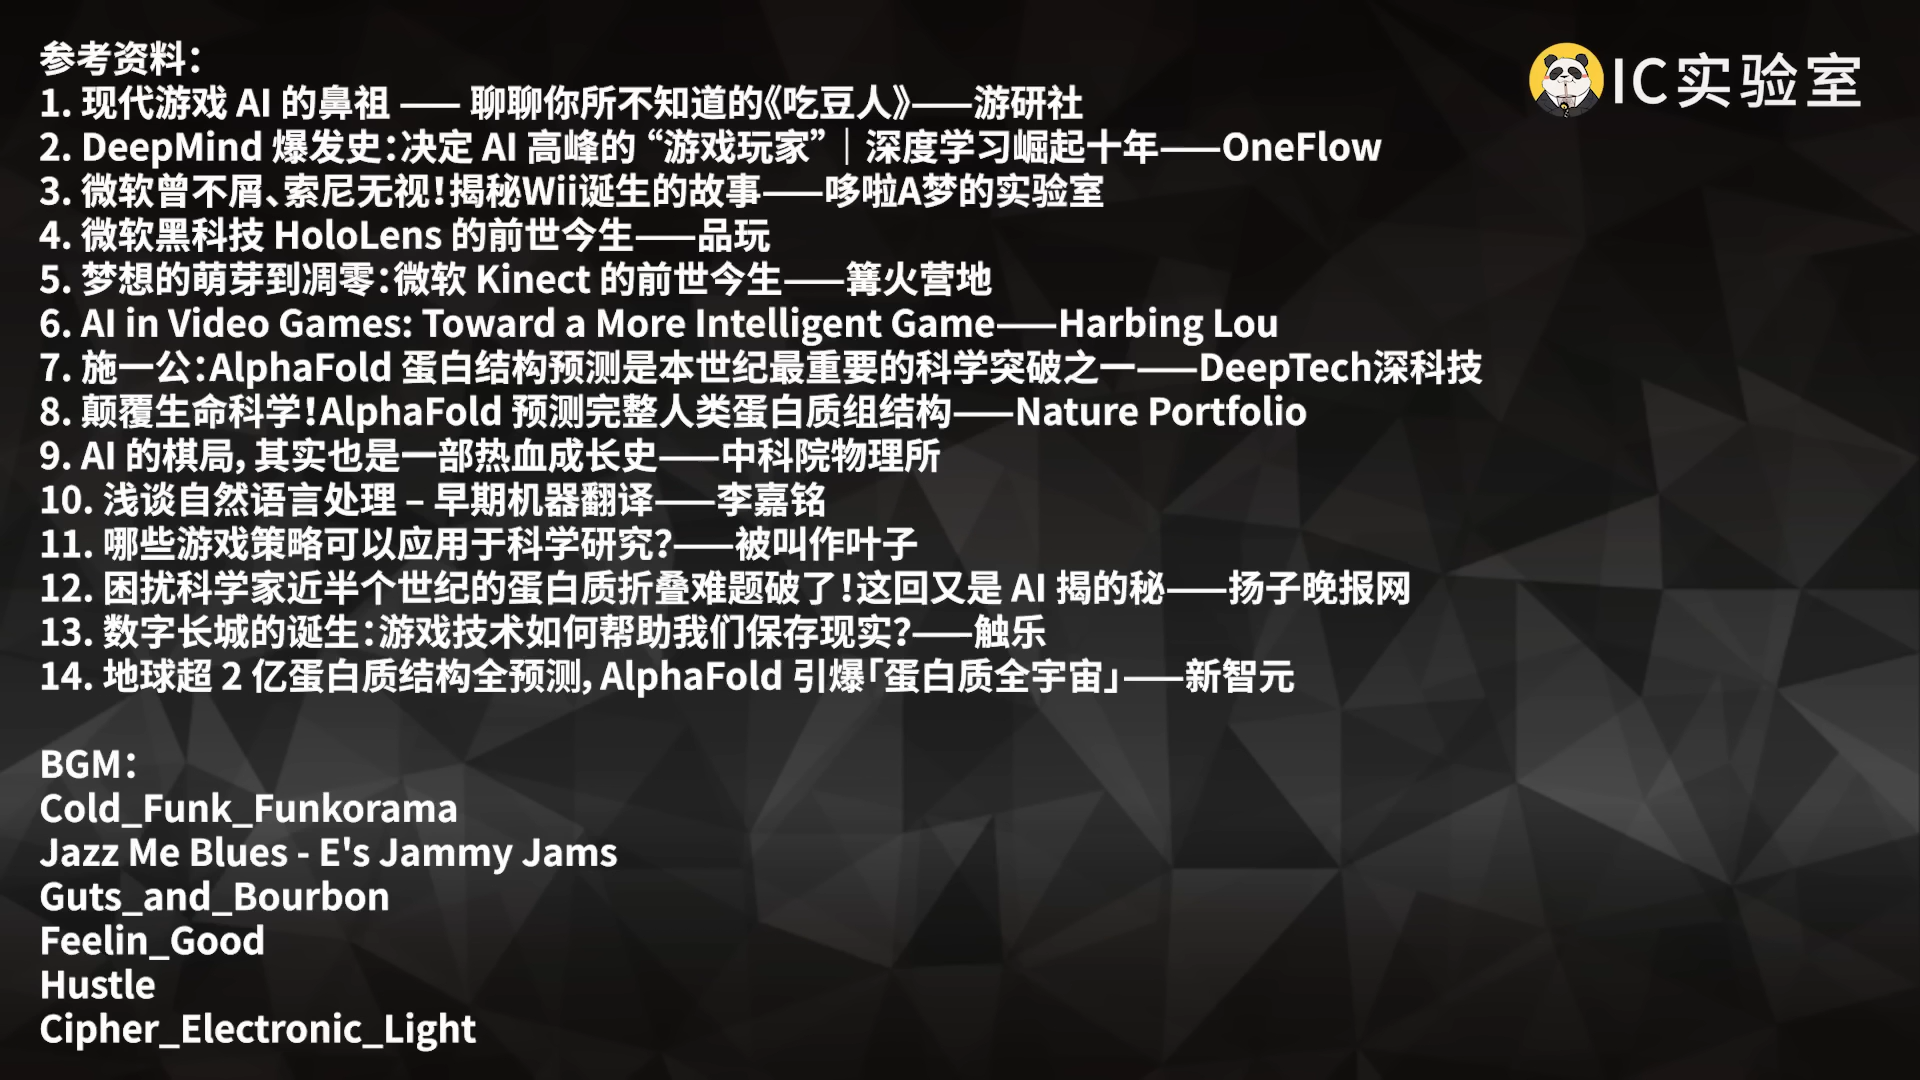 参考资料：
IC实验室
1. 现代游戏 AI 的鼻祖 —— 聊聊你所不知道的《吃豆人》——游研社
2. DeepMind 爆发史：决定 AI 高峰的 “游戏玩家”｜深度学习崛起十年——OneFlow
3. 微软曾不屑、索尼无视！揭秘Wii诞生的故事——哆啦A梦的实验室
4. 微软黑科技 HoloLens 的前世今生——品玩
5. 梦想的萌芽到凋零：微软 Kinect 的前世今生——篝火营地
6. AI in Video Games: Toward a More Intelligent Game——Harbing Lou
7. 施一公：AlphaFold 蛋白结构预测是本世纪最重要的科学突破之一——DeepTech深科技
8. 颠覆生命科学！AlphaFold 预测完整人类蛋白质组结构——Nature Portfolio
9. AI 的棋局，其实也是一部热血成长史——中科院物理所
10. 浅谈自然语言处理 – 早期机器翻译——李嘉铭
11. 哪些游戏策略可以应用于科学研究？——被叫作叶子
12. 困扰科学家近半个世纪的蛋白质折叠难题破了！这回又是 AI 揭的秘——扬子晚报网
13. 数字长城的诞生：游戏技术如何帮助我们保存现实？——触乐
14. 地球超 2 亿蛋白质结构全预测，AlphaFold 引爆「蛋白质全宇宙」——新智元
BGM：
Cold_Funk_Funkorama
Jazz Me Blues - E's Jammy Jams
Guts_and_Bourbon
Feelin_Good
Hustle
Cipher_Electronic_Light